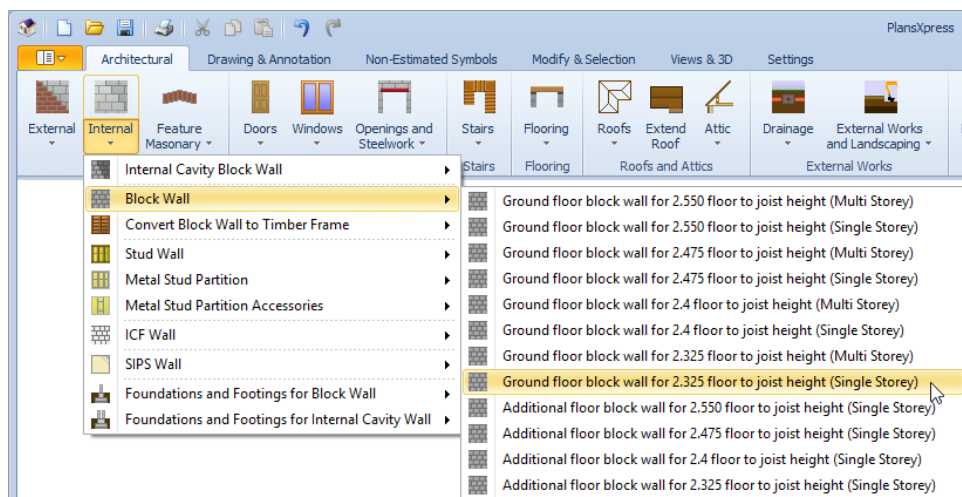 PlansXpress
Architectural
Drawing & Annotation
Non-Estimated Symbols
Modify & Selection
Views & 3D
Settings
External
Internal
Feature
Masonary
Doors
Windows
Openings and
Steelwork
Stairs
Flooring
Roofs
Extend
Roof
Attic
Drainage
External Works
and Landscaping
Stairs
Flooring
Roofs and Attics
External Works
Internal Cavity Block Wall
Block Wall
Convert Block Wall to Timber Frame
Stud Wall
Metal Stud Partition
Metal Stud Partition Accessories
ICF Wall
SIPS Wall
Foundations and Footings for Block Wall
Foundations and Footings for Internal Cavity Wall
Ground floor block wall for 2.550 floor to joist height (Multi Storey)
Ground floor block wall for 2.550 floor to joist height (Single Storey)
Ground floor block wall for 2.475 floor to joist height (Multi Storey)
Ground floor block wall for 2.475 floor to joist height (Single Storey)
Ground floor block wall for 2.4 floor to joist height (Multi Storey)
Ground floor block wall for 2.4 floor to joist height (Single Storey)
Ground floor block wall for 2.325 floor to joist height (Multi Storey)
Ground floor block wall for 2.325 floor to joist height (Single Storey)
Additional floor block wall for 2.550 floor to joist height (Single Storey)
Additional floor block wall for 2.475 floor to joist height (Single Storey)
Additional floor block wall for 2.4 floor to joist height (Single Storey)
Additional floor block wall for 2.325 floor to joist height (Single Storey)